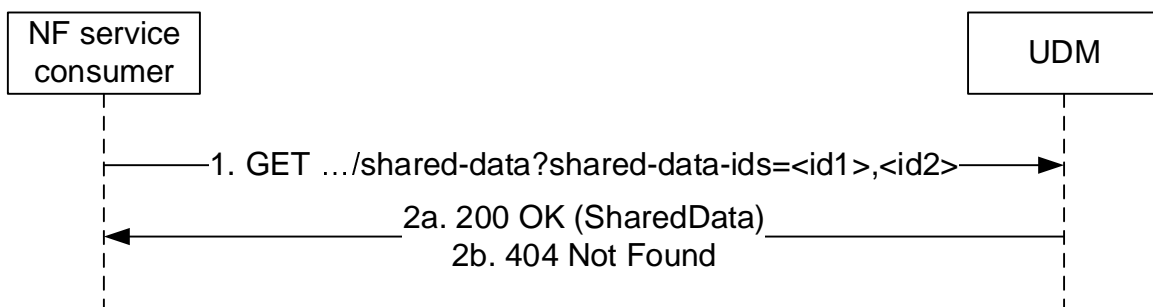 NF service
consumer
UDM
1. GET …/shared-data?shared-data-ids=<id1>,<id2>
2a. 200 OK (SharedData)
2b. 404 Not Found